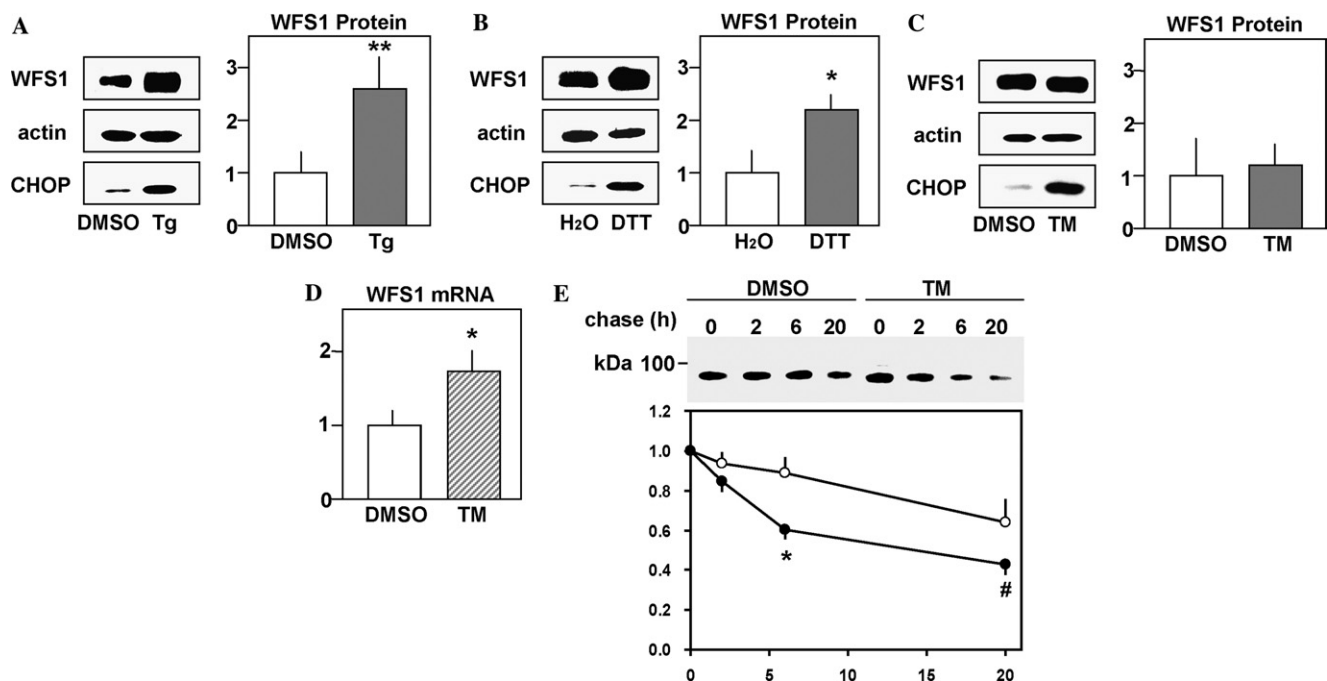 A
WFS1 Protein
WFS1
actin
CHOP
DMSO Tg
**
3
2
1
0
DMSO Tg
B
WFS1 Protein
WFS1
actin
CHOP
H2O DTT
*
3
2
1
0
H2O DTT
C
WFS1 Protein
WFS1
actin
CHOP
DMSO TM
3
2
1
0
DMSO TM
D
WFS1 mRNA
*
2
1
0
DMSO TM
E
DMSO TM
chase (h) 0 2 6 20 0 2 6 20
kDa 100
1.2
1.0
0.8
0.6
0.4
0.2
0.0
*
#
0 5 10 15 20